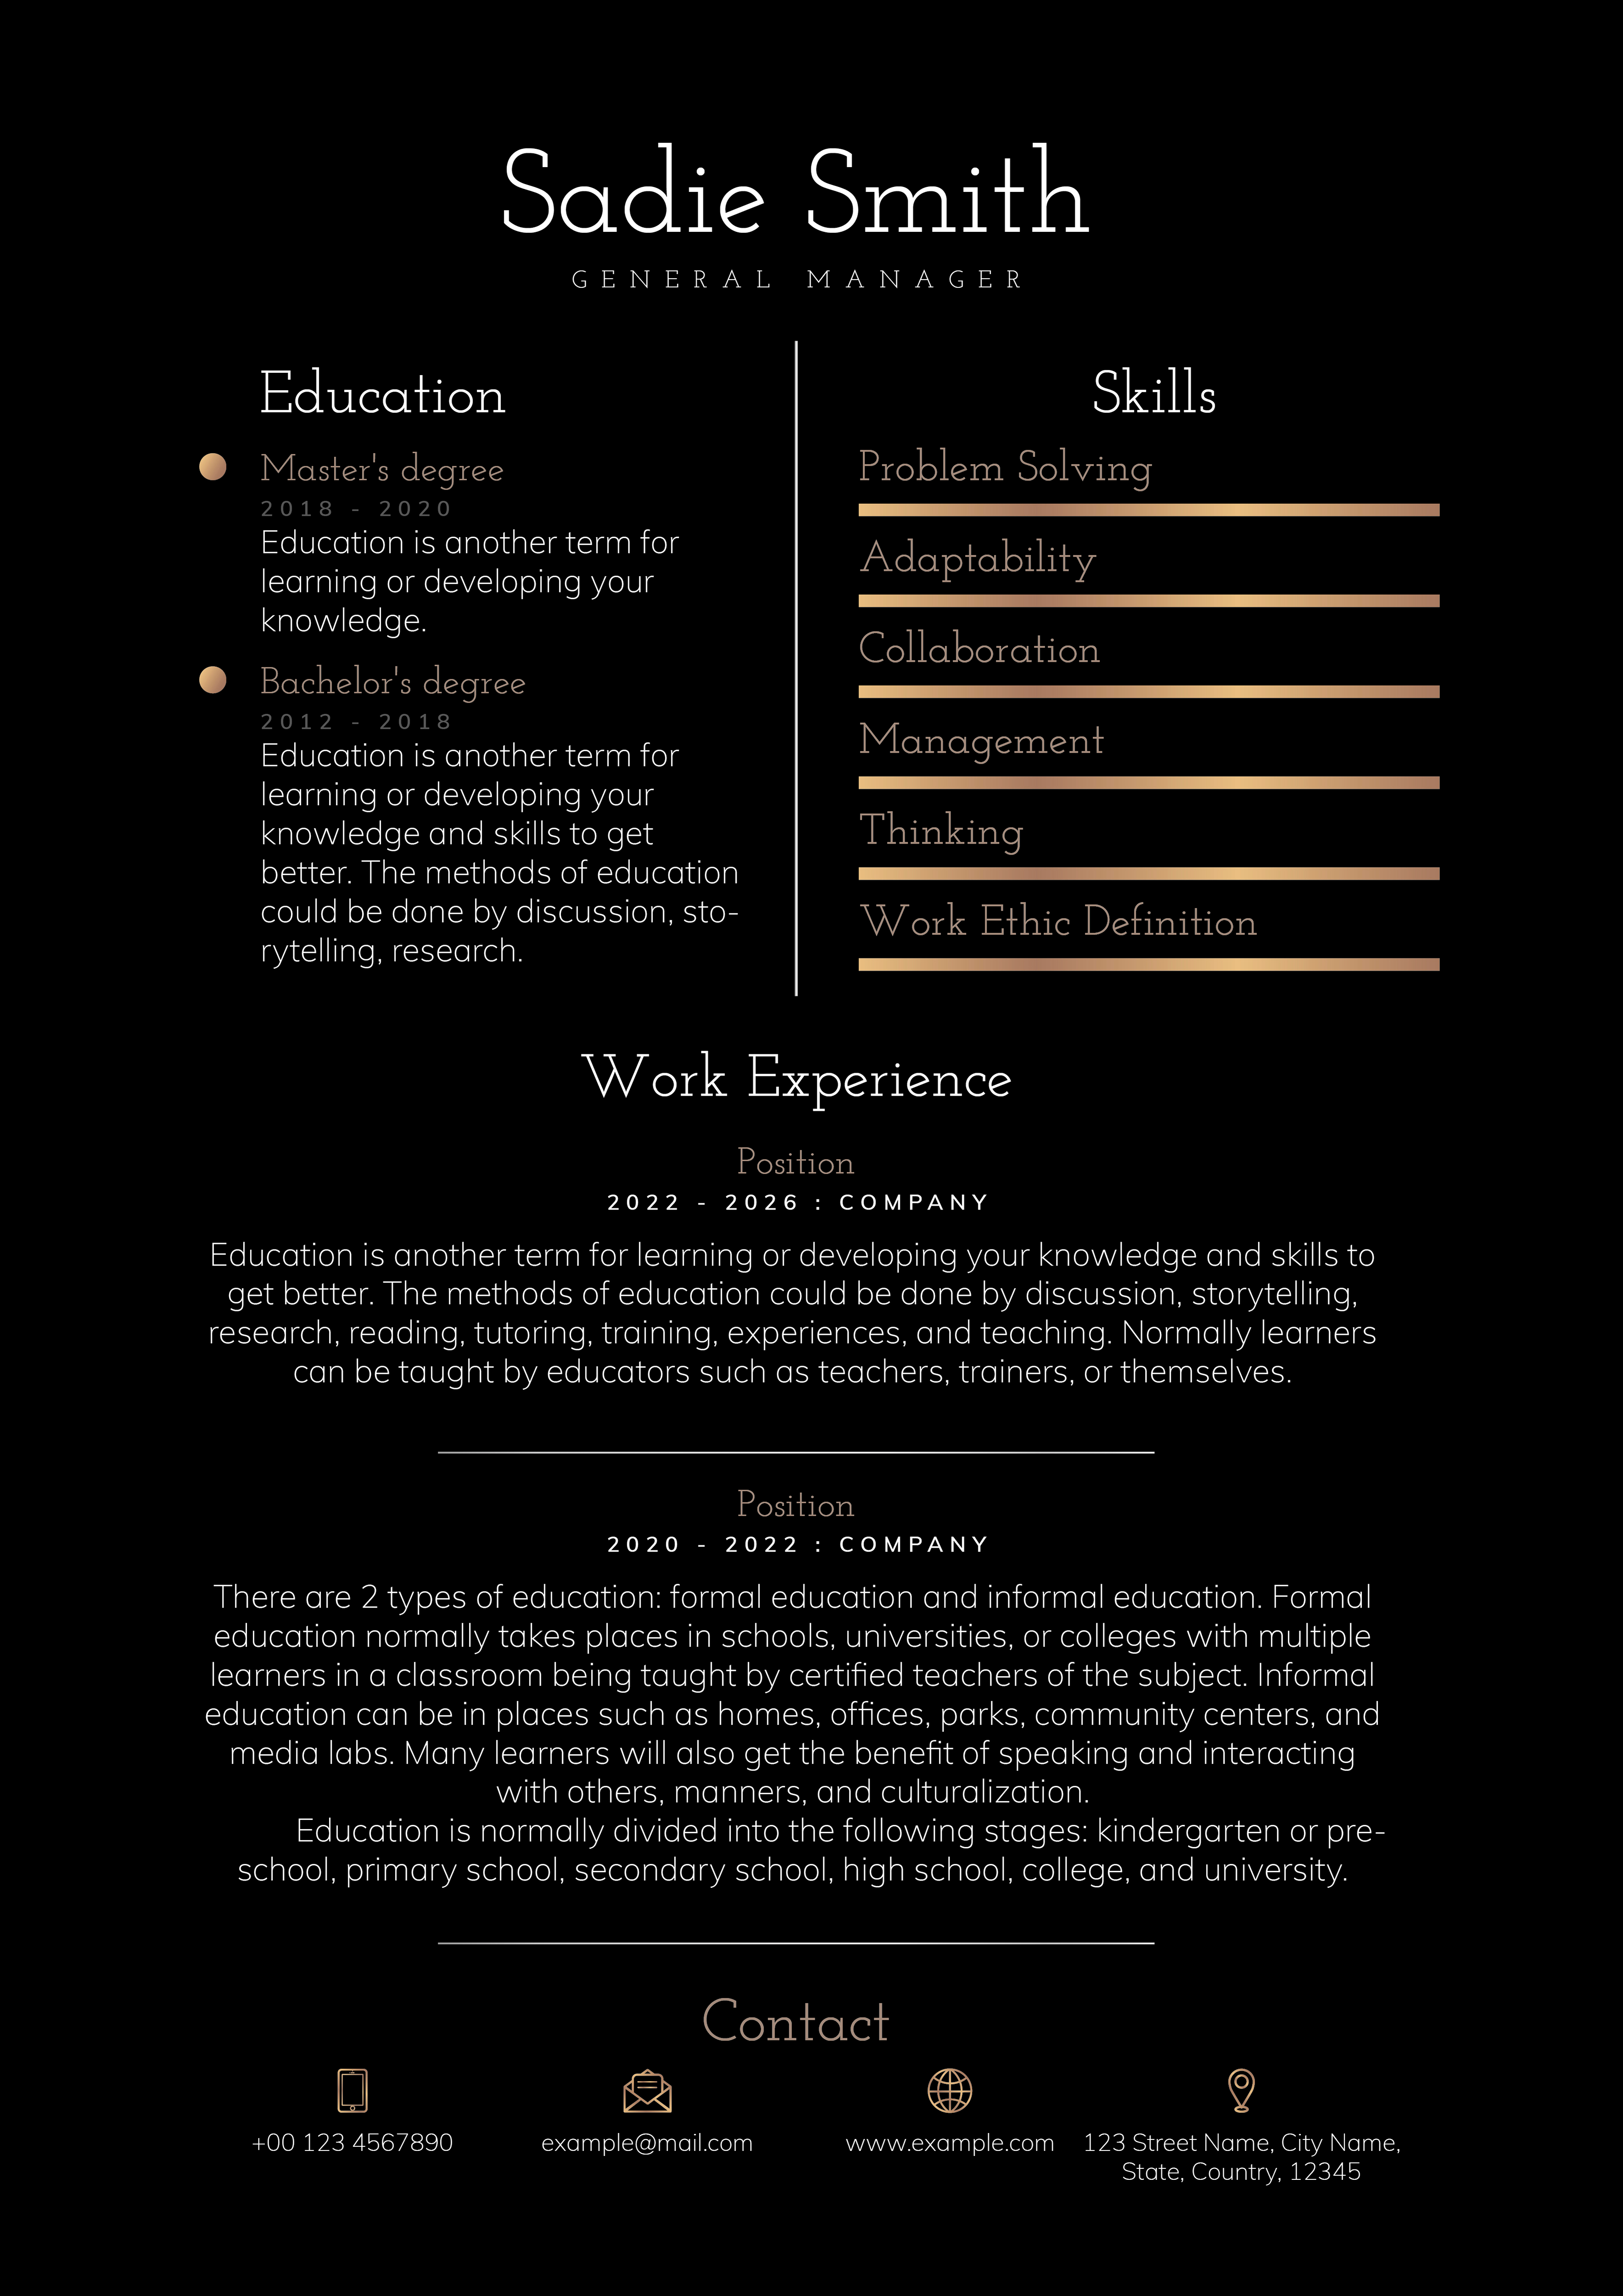 Sadie Smith
GENERAL MANAGER
Education
Master's degree
2018 - 2020
Education is another term for
learning or developing your
knowledge.
Bachelor's degree
2012 - 2018
Education is another term for
learning or developing your
knowledge and skills to get
better. The methods of education
could be done by discussion, sto-
rytelling, research.
Skills
Problem Solving
Adaptability
Collaboration
Management
Thinking
Work Ethic Definition
Work Experience
Position
2022 - 2026 : COMPANY
Education is another term for learning or developing your knowledge and skills to
get better. The methods of education could be done by discussion, storytelling,
research, reading, tutoring, training, experiences, and teaching. Normally learners
can be taught by educators such as teachers, trainers, or themselves.
Position
2020 - 2022 : COMPANY
There are 2 types of education: formal education and informal education. Formal
education normally takes places in schools, universities, or colleges with multiple
learners in a classroom being taught by certified teachers of the subject. Informal
education can be in places such as homes, offices, parks, community centers, and
media labs. Many learners will also get the benefit of speaking and interacting
with others, manners, and culturalization.
Education is normally divided into the following stages: kindergarten or pre-
school, primary school, secondary school, high school, college, and university.
Contact
+00 123 4567890
example@mail.com
www.example.com
123 Street Name, City Name,
State, Country, 12345